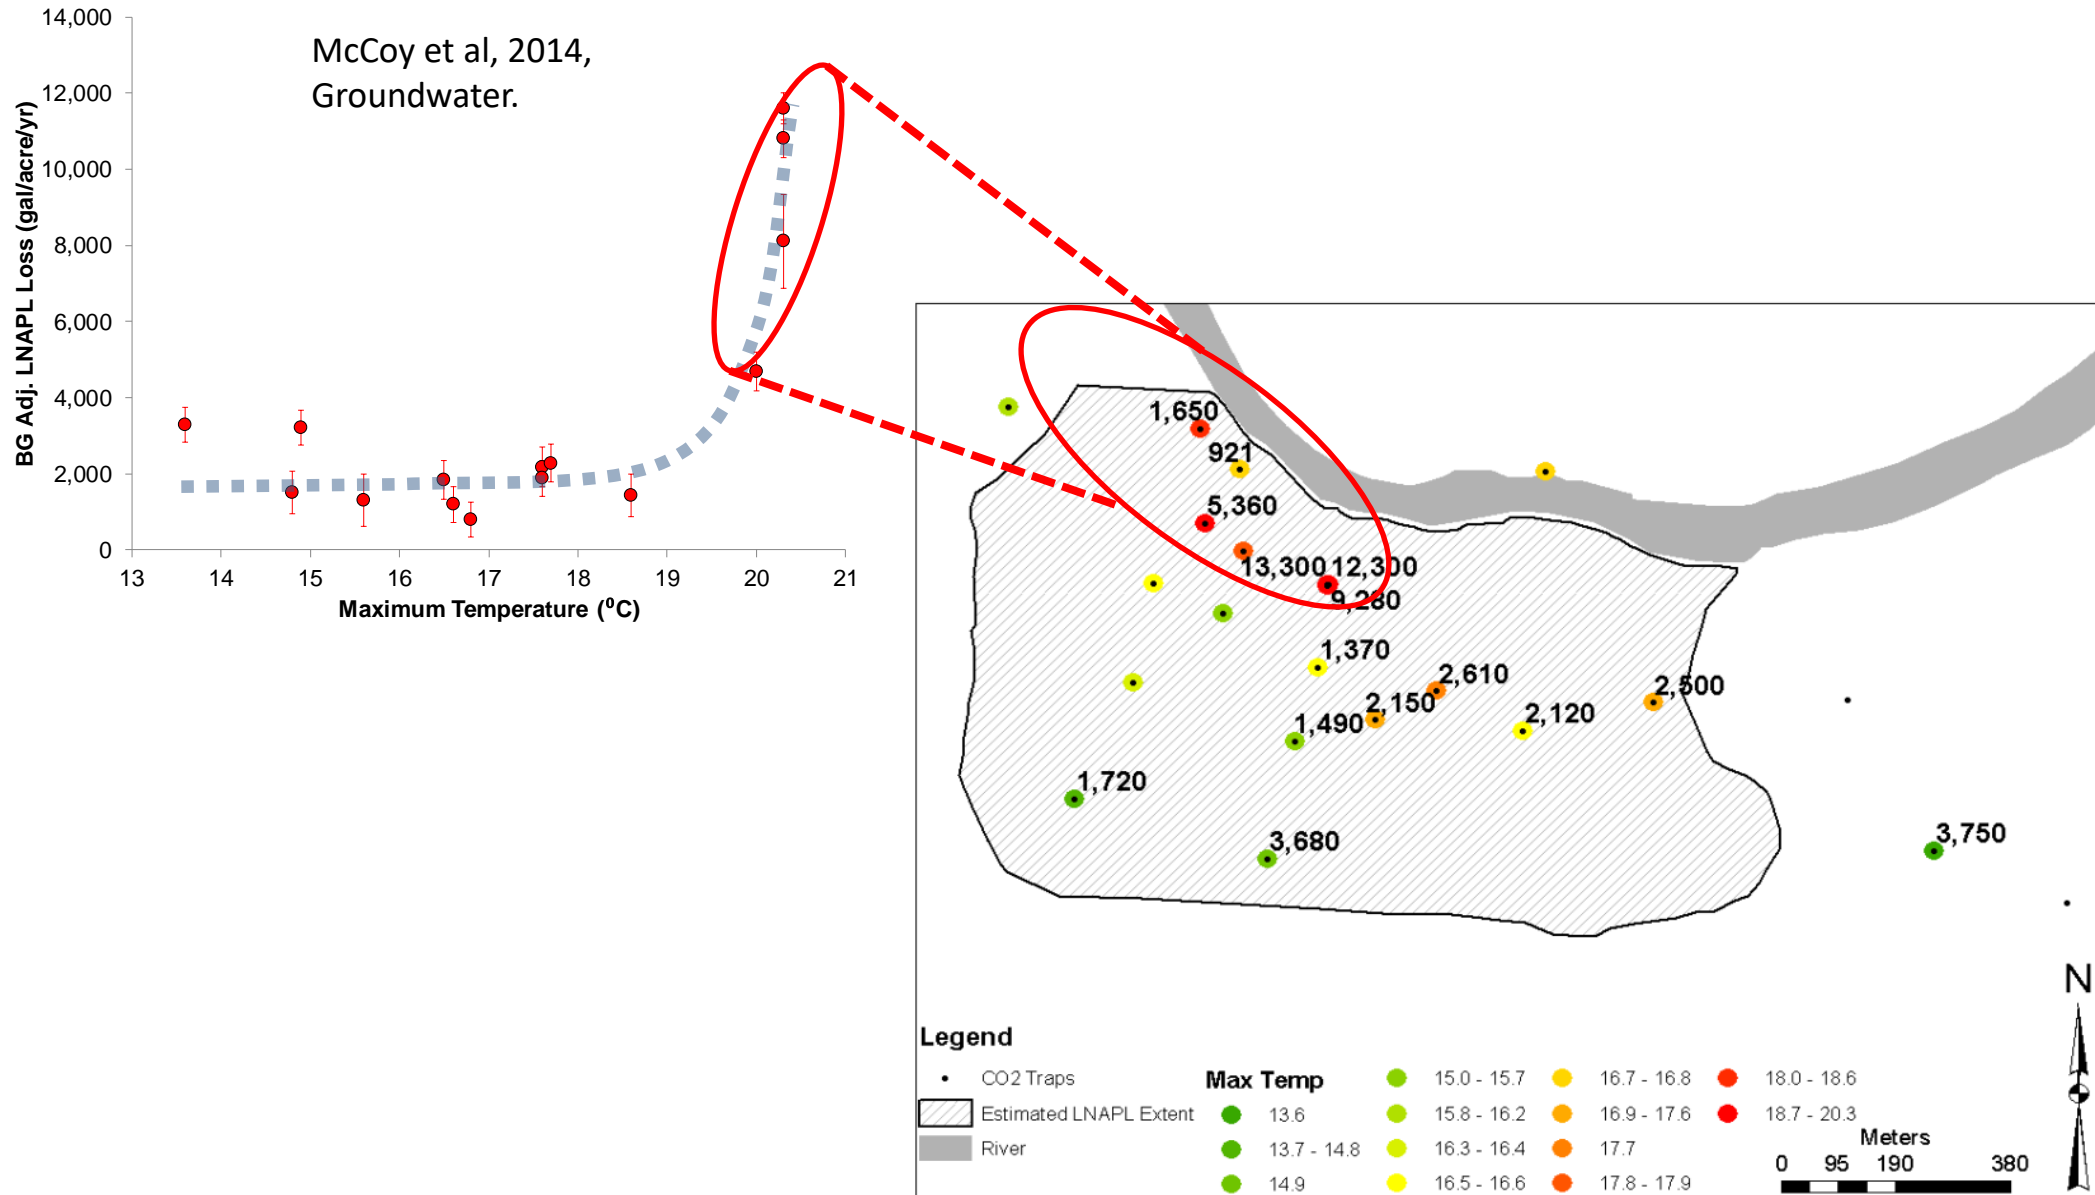 14,000
12,000
10,000
8,000
6,000
4,000
2,000
0
BG Adj. LNAPL Loss (gal/acre/yr)
13 14 15 16 17 18 19 20 21
Maximum Temperature (⁰C)
McCoy et al, 2014,
Groundwater.
1,650
921
5,360
13,300 12,300
9,280
1,370
2,610
2,150
2,500
2,120
1,490
1,720
3,680
3,750
N
Legend
CO2 Traps
Estimated LNAPL Extent
River
Max Temp
13.6
13.7 - 14.8
14.9
15.0 - 15.7
15.8 - 16.2
16.3 - 16.4
16.5 - 16.6
16.7 - 16.8
16.9 - 17.6
17.7
17.8 - 17.9
18.0 - 18.6
18.7 - 20.3
Meters
0 95 190 380